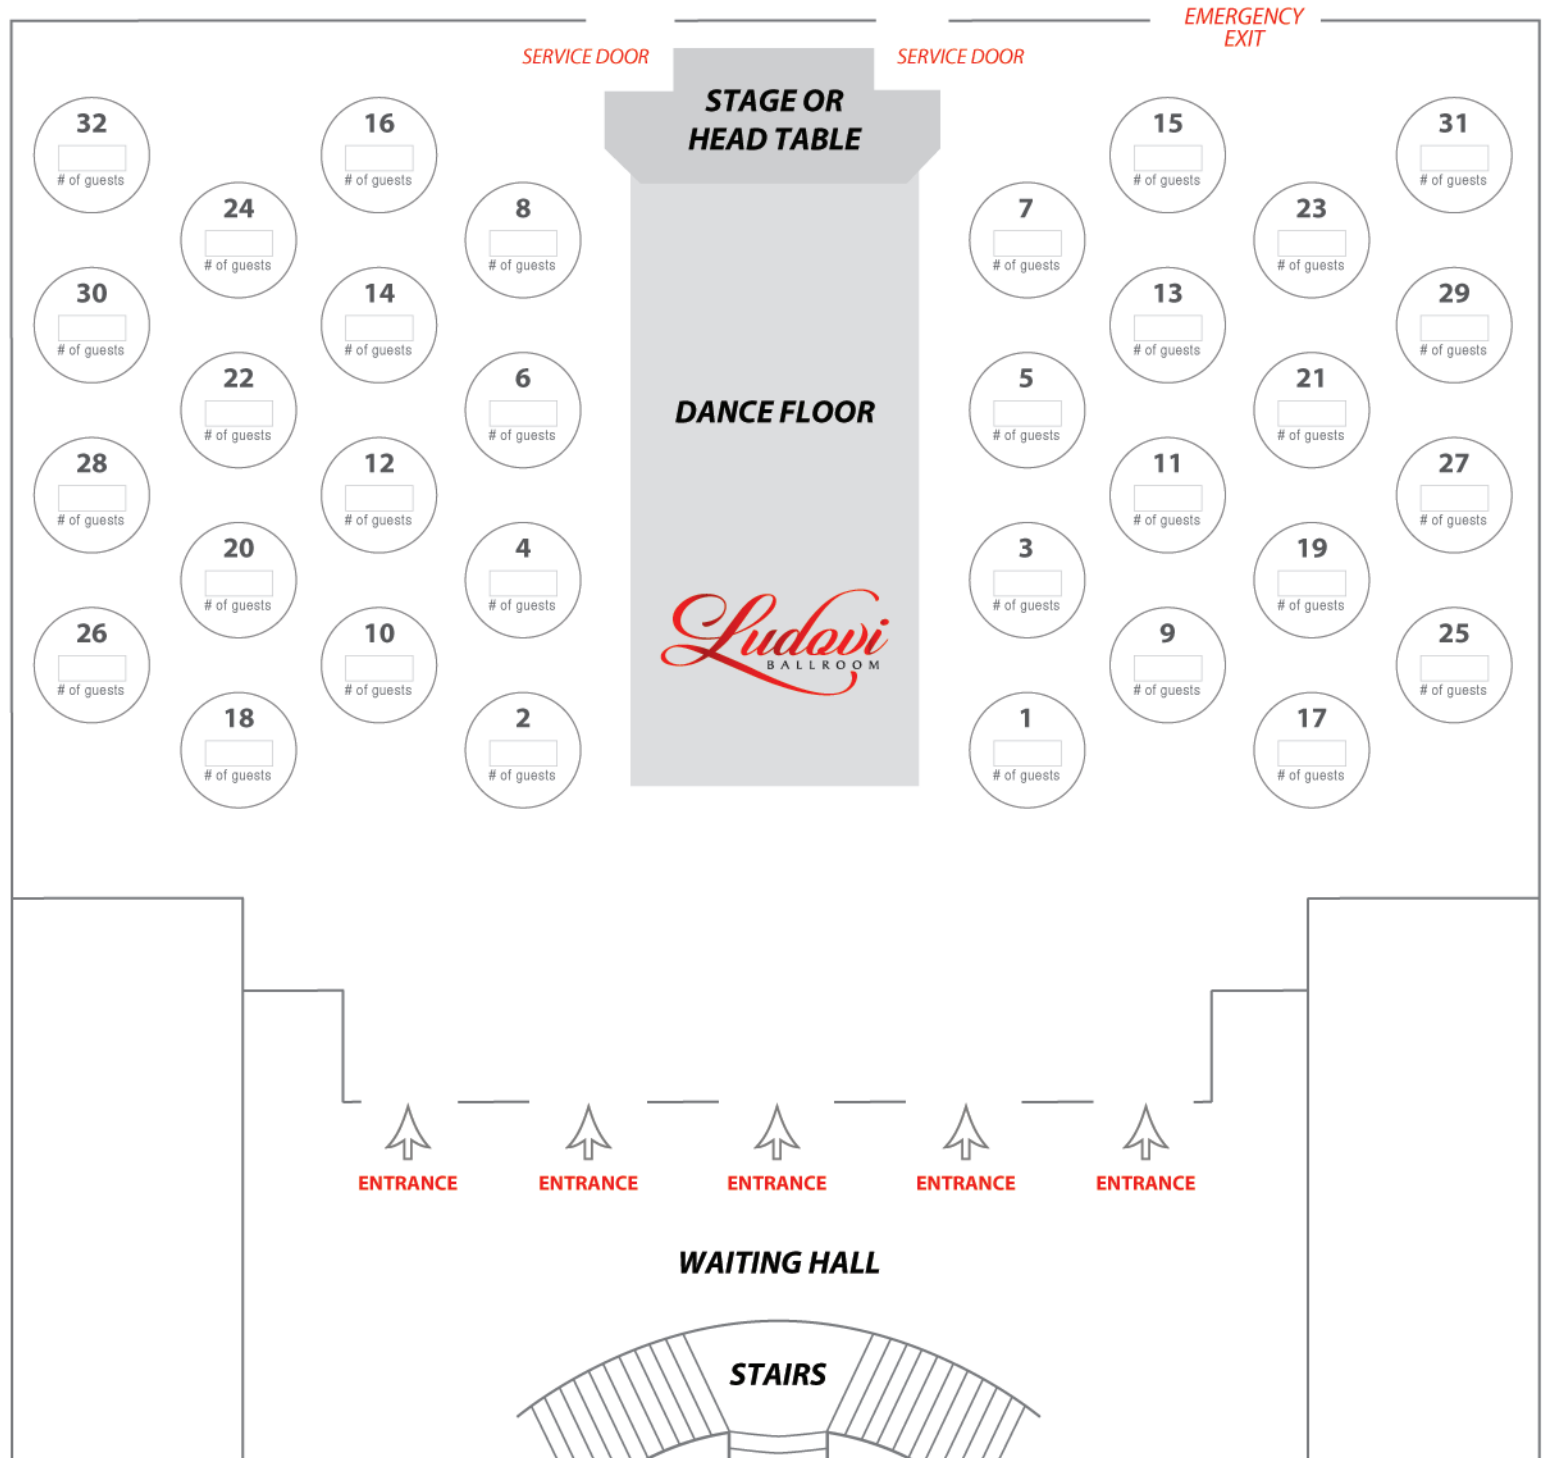 EMERGENCY
EXIT
SERVICE DOOR
SERVICE DOOR
STAGE OR
HEAD TABLE
32
# of guests
16
# of guests
15
# of guests
31
# of guests
24
# of guests
8
# of guests
7
# of guests
23
# of guests
30
# of guests
14
# of guests
13
# of guests
29
# of guests
22
# of guests
6
# of guests
DANCE FLOOR
5
# of guests
21
# of guests
28
# of guests
12
# of guests
11
# of guests
27
# of guests
20
# of guests
4
# of guests
3
# of guests
19
# of guests
Ludovi
BALLROOM
26
# of guests
10
# of guests
9
# of guests
25
# of guests
18
# of guests
2
# of guests
1
# of guests
17
# of guests
ENTRANCE
ENTRANCE
ENTRANCE
ENTRANCE
ENTRANCE
WAITING HALL
STAIRS